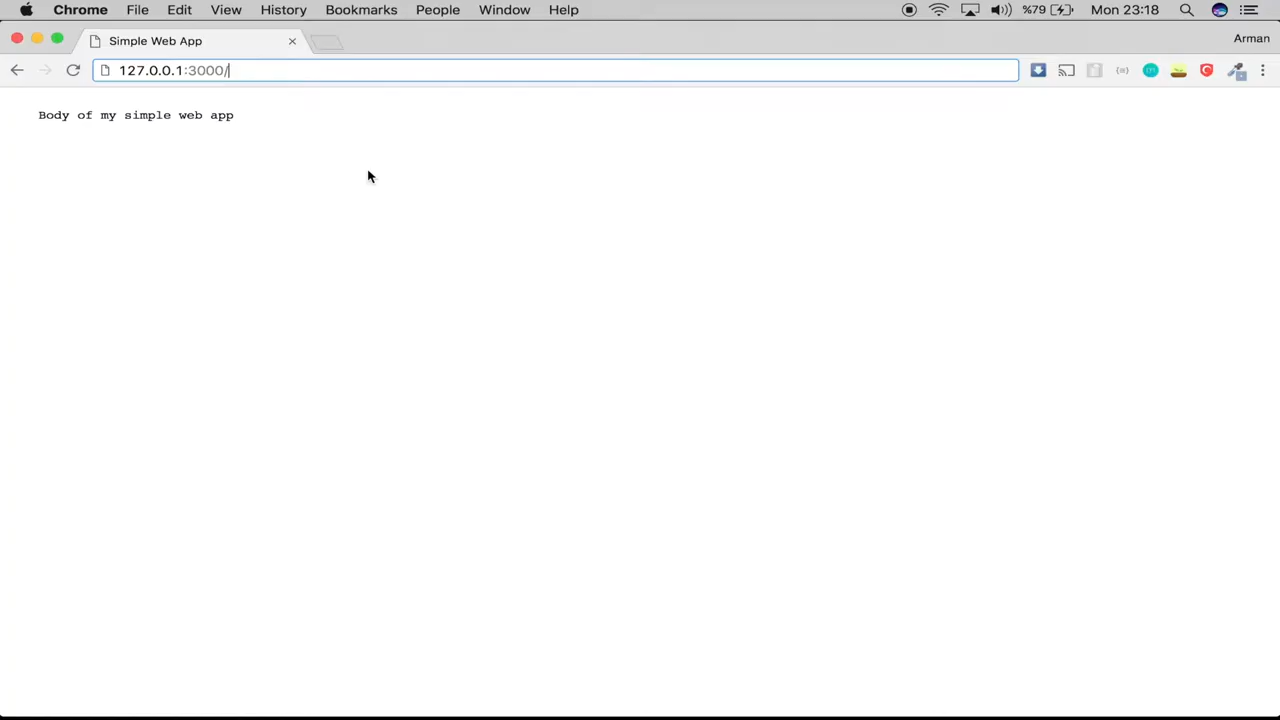 Chrome File Edit View History Bookmarks People Window Help %79 Mon 23:18
Simple Web App Arman
127.0.0.1:3000/
Body of my simple web app